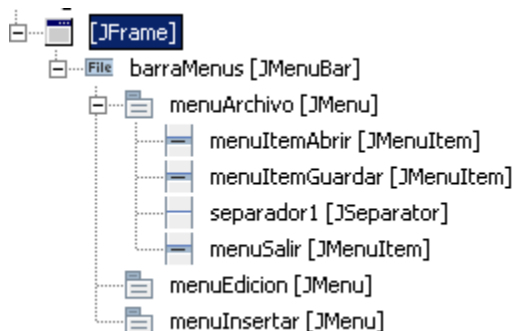 [JFrame]
File barraMenus [JMenuBar]
menuArchivo [JMenu]
menuItemAbrir [JMenuItem]
menuItemGuardar [JMenuItem]
separador1 [JSeparator]
menuSalir [JMenuItem]
menuEdicion [JMenu]
menuInsertar [JMenu]